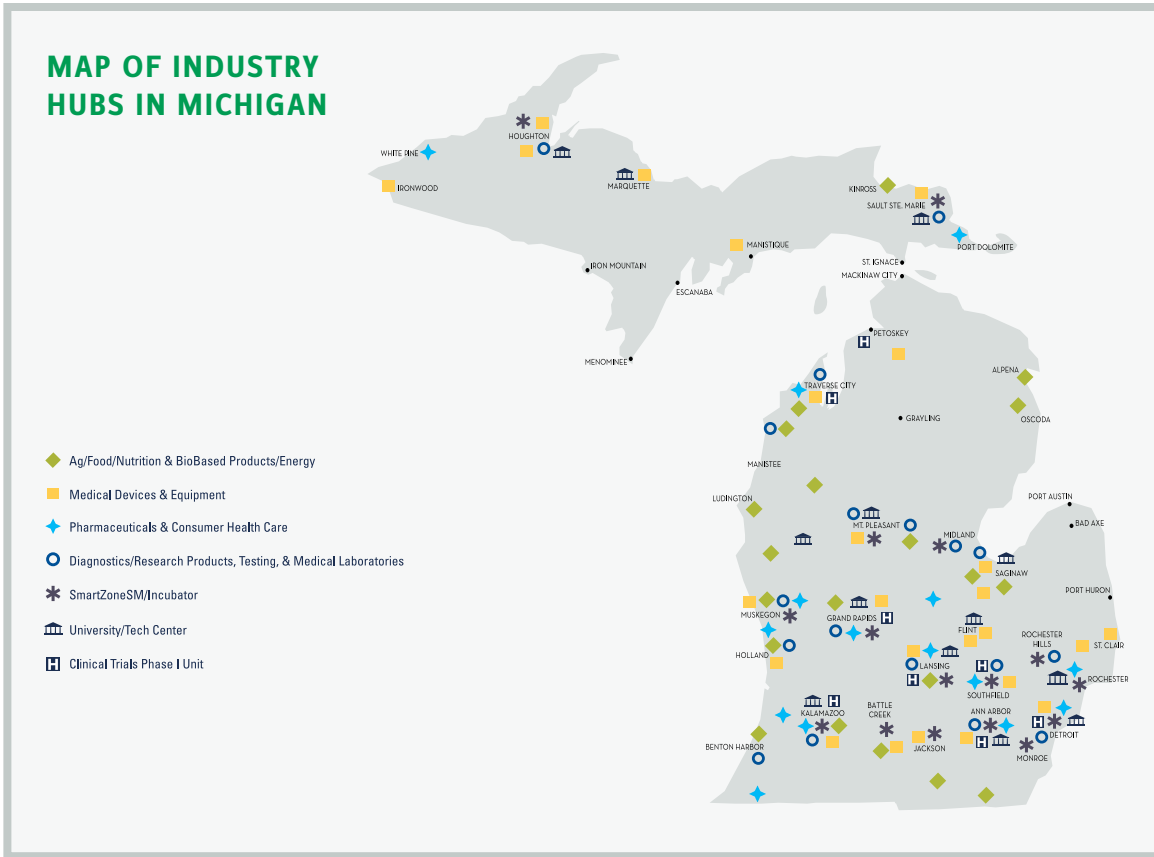 MAP OF INDUSTRY
HUBS IN MICHIGAN
HOUGHTON
WHITE PINE
IRONWOOD
MARQUETTE
KINROSS
SAULT STE. MARIE
PORT DOLOMITE
MANISTIQUE
ST. IGNACE
MACKINAW CITY
IRON MOUNTAIN
ESCANABA
MENOMINEE
PETOSKEY
H
ALPENA
TRAVERSE CITY
H
OSCODA
GRAYLING
MANISTEE
LUDINGTON
PORT AUSTIN
BAD AXE
MT. PLEASANT
MIDLAND
SAGINAW
PORT HURON
MUSKEGON
GRAND RAPIDS
H
FLINT
ROCHESTER
HILLS
ST. CLAIR
HOLLAND
LANSING
H
H
SOUTHFIELD
ROCHESTER
H
KALAMAZOO
BATTLE
CREEK
ANN ARBOR
H
DETROIT
BENTON HARBOR
JACKSON
H
MONROE
Ag/Food/Nutrition & BioBased Products/Energy
Medical Devices & Equipment
Pharmaceuticals & Consumer Health Care
Diagnostics/Research Products, Testing, & Medical Laboratories
SmartZoneSM/Incubator
University/Tech Center
H Clinical Trials Phase I Unit